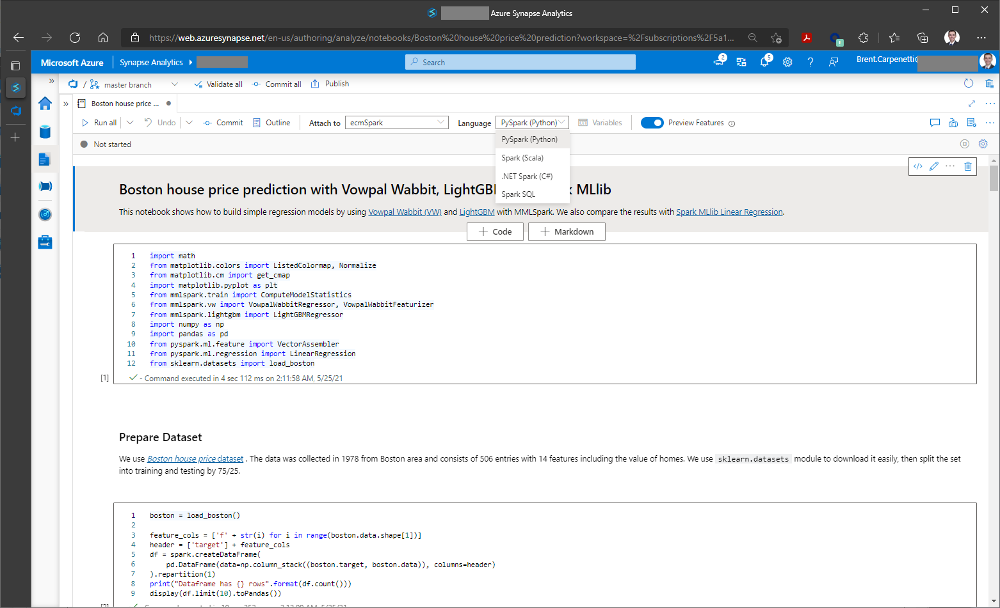 Azure Synapse Analytics
https://web.azuresynapse.net/en-us/authoring/analyze/notebooks/Boston%20house%20price%20prediction?workspace=%2Fsubscriptions%2F5a1...
Microsoft Azure
Synapse Analytics
Search
2
5
Brent.Carpenetti@
/ master branch
Validate all
Commit all
Publish
Boston house price ...
Run all
Undo
Commit
Outline
Attach to
ecmSpark
Language
PySpark (Python)
Variables
Preview Features
Not started
PySpark (Python)
Spark (Scala)
.NET Spark (C#)
Spark SQL
Boston house price prediction with Vowpal Wabbit, LightGB MLlib
This notebook shows how to build simple regression models by using Vowpal Wabbit (VW) and LightGBM with MMLSpark. We also compare the results with Spark MLlib Linear Regression.
+ Code
+ Markdown
1 import math
2 from matplotlib.colors import ListedColormap, Normalize
3 from matplotlib.cm import get_cmap
4 import matplotlib.pyplot as plt
5 from mmlspark.train import ComputeModelStatistics
6 from mmlspark.vw import VowpalWabbitRegressor, VowpalWabbitFeaturizer
7 from mmlspark.lightgbm import LightGBMRegressor
8 import numpy as np
9 import pandas as pd
10 from pyspark.ml.feature import VectorAssembler
11 from pyspark.ml.regression import LinearRegression
12 from sklearn.datasets import load_boston
[1] - Command executed in 4 sec 112 ms on 2:11:58 AM, 5/25/21
Prepare Dataset
We use Boston house price dataset . The data was collected in 1978 from Boston area and consists of 506 entries with 14 features including the value of homes. We use sklearn.datasets module to download it easily, then split the set
into training and testing by 75/25.
1 boston = load_boston()
2
3 feature_cols = ['f' + str(i) for i in range(boston.data.shape[1])]
4 header = ['target'] + feature_cols
5 df = spark.createDataFrame(
6 pd.DataFrame(data=np.column_stack((boston.target, boston.data)), columns=header)
7 ).repartition(1)
8 print("Dataframe has {} rows".format(df.count()))
9 display(df.limit(10).toPandas())